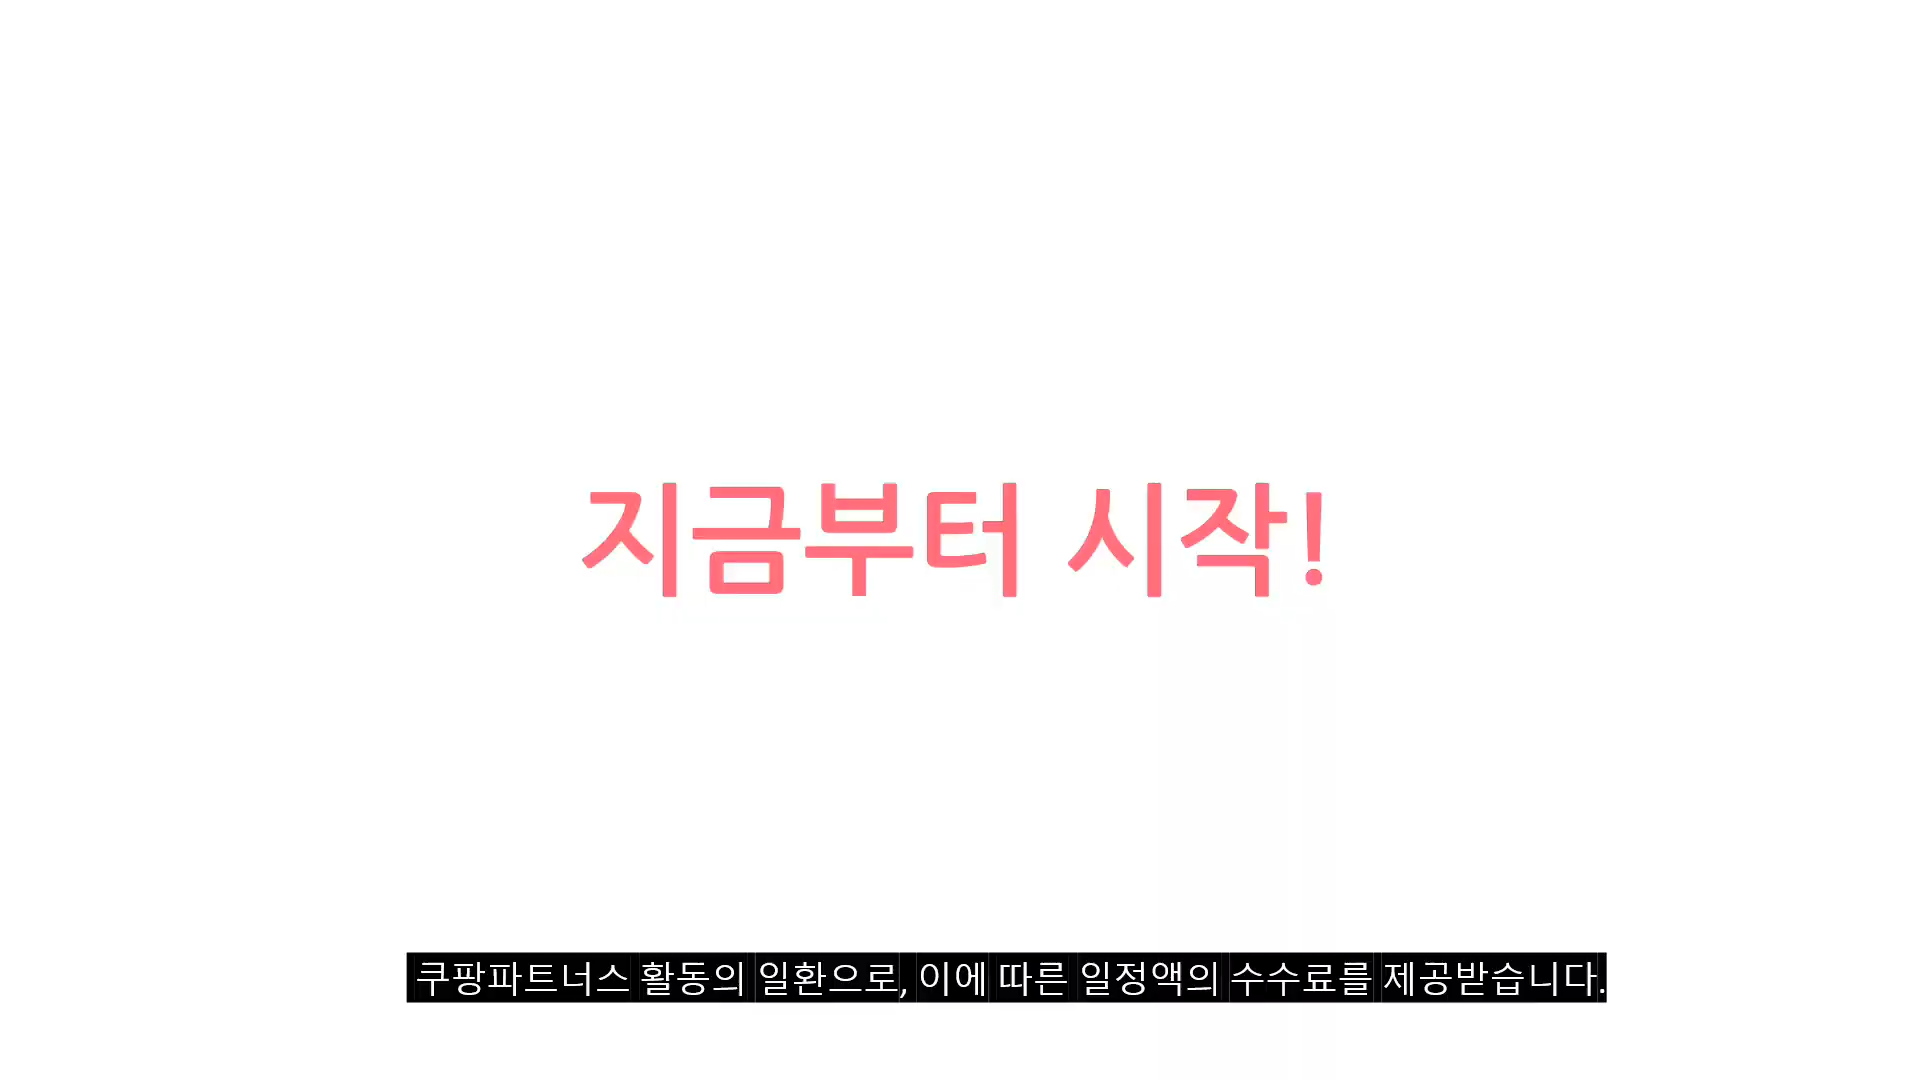 지금부터 시작!
쿠팡파트너스 활동의 일환으로, 이에 따른 일정액의 수수료를 제공받습니다.